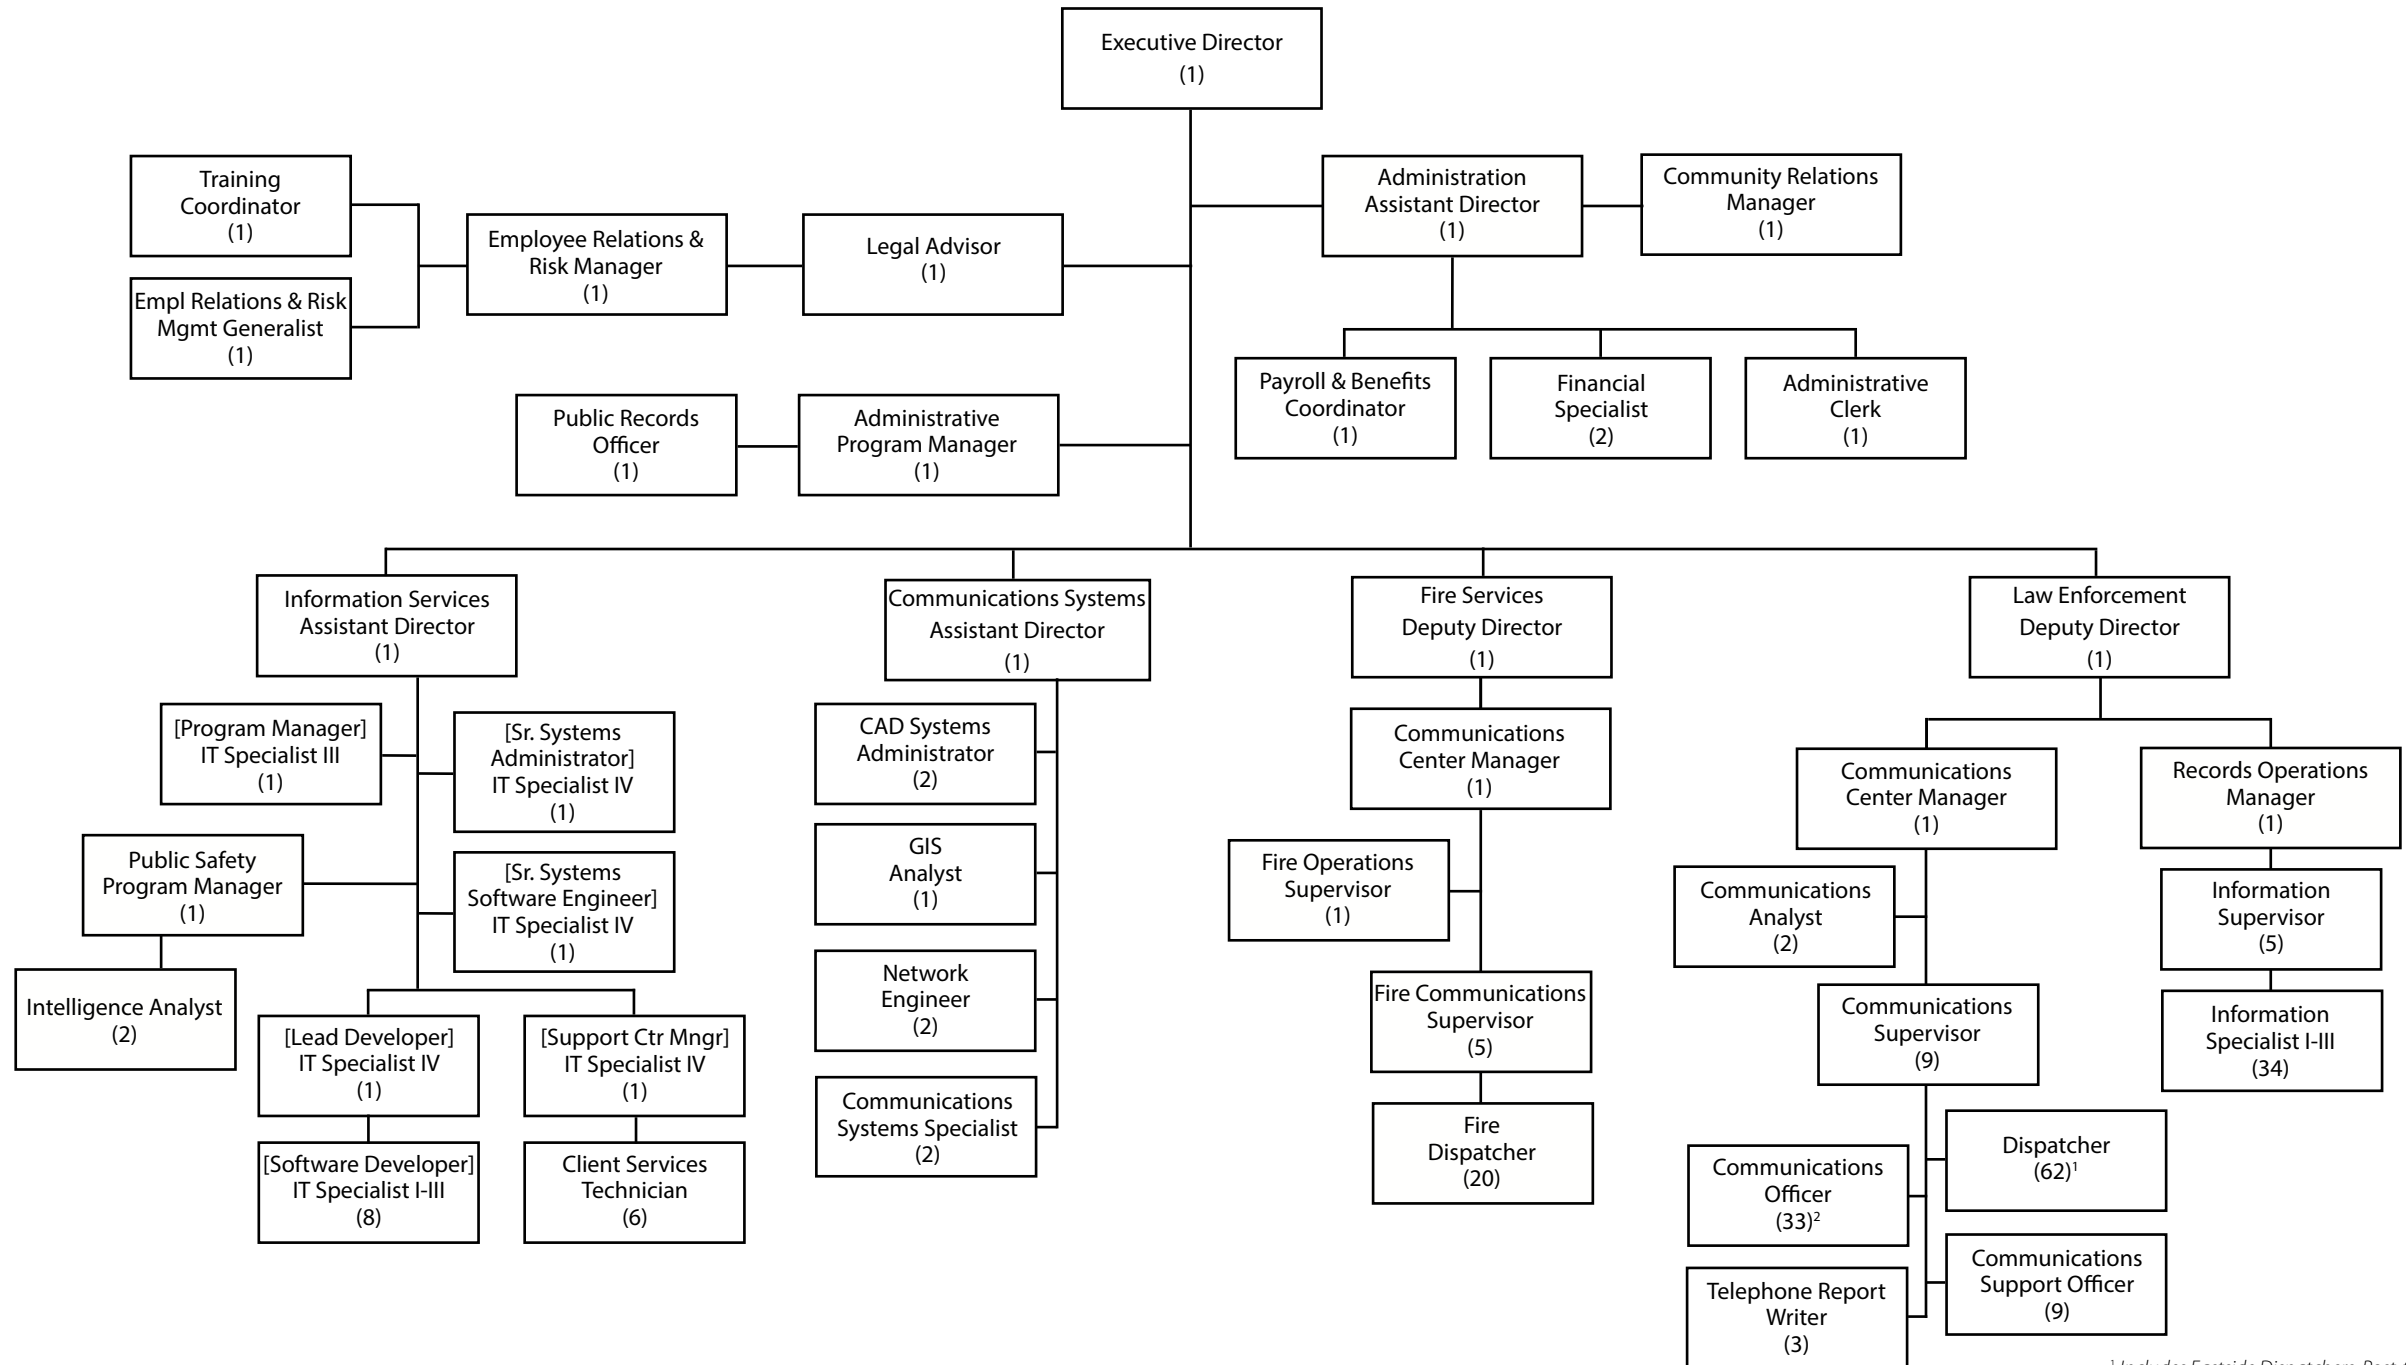 Executive Director
(1)
Training
Coordinator
(1)
Empl Relations & Risk
Mgmt Generalist
(1)
Employee Relations &
Risk Manager
(1)
Legal Advisor
(1)
Administration
Assistant Director
(1)
Community Relations
Manager
(1)
Payroll & Benefits
Coordinator
(1)
Financial
Specialist
(2)
Administrative
Clerk
(1)
Public Records
Officer
(1)
Administrative
Program Manager
(1)
Information Services
Assistant Director
(1)
Communications Systems
Assistant Director
(1)
Fire Services
Deputy Director
(1)
Law Enforcement
Deputy Director
(1)
[Program Manager]
IT Specialist III
(1)
[Sr. Systems
Administrator]
IT Specialist IV
(1)
Public Safety
Program Manager
(1)
[Sr. Systems
Software Engineer]
IT Specialist IV
(1)
Intelligence Analyst
(2)
[Lead Developer]
IT Specialist IV
(1)
[Support Ctr Mngr]
IT Specialist IV
(1)
[Software Developer]
IT Specialist I-III
(8)
Client Services
Technician
(6)
CAD Systems
Administrator
(2)
GIS
Analyst
(1)
Network
Engineer
(2)
Communications
Systems Specialist
(2)
Communications
Center Manager
(1)
Fire Operations
Supervisor
(1)
Fire Communications
Supervisor
(5)
Fire
Dispatcher
(20)
Communications
Center Manager
(1)
Records Operations
Manager
(1)
Communications
Analyst
(2)
Information
Supervisor
(5)
Communications
Supervisor
(9)
Information
Specialist I-III
(34)
Dispatcher
(62)¹
Communications
Officer
(33)²
Communications
Support Officer
(9)
Telephone Report
Writer
(3)